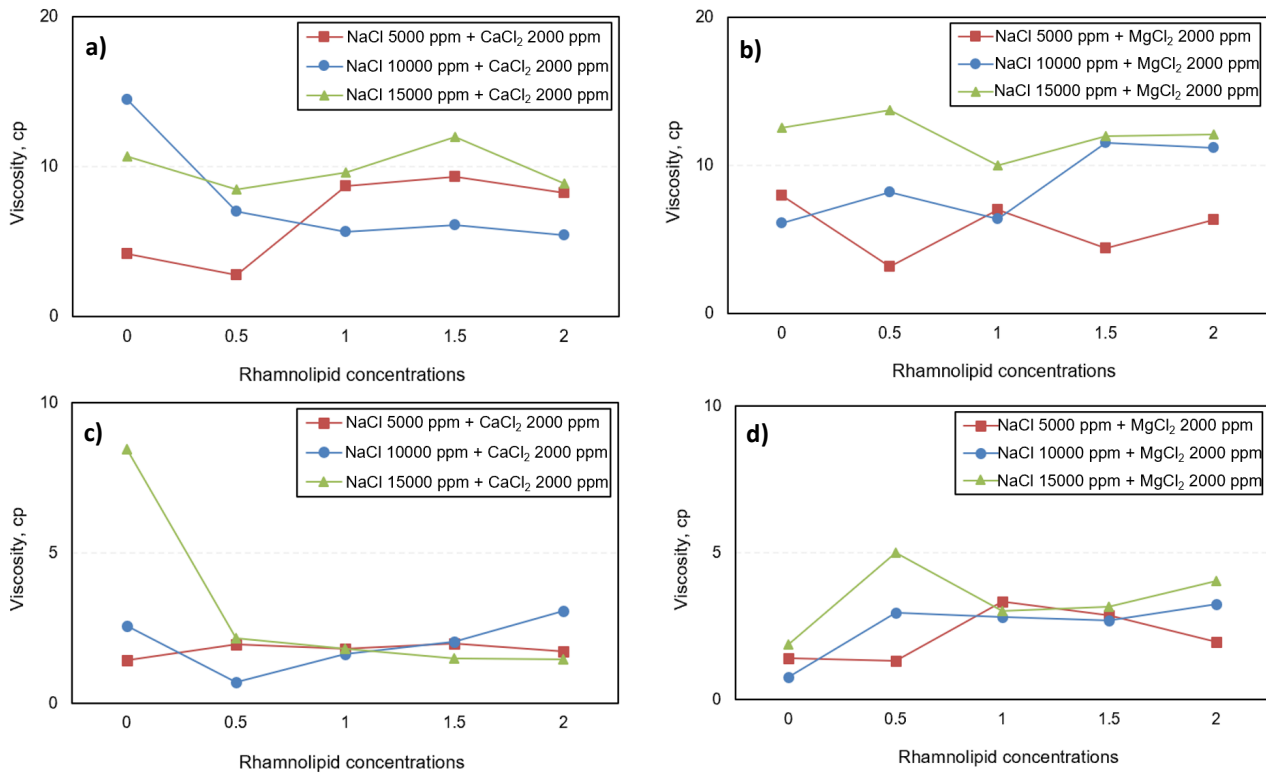 a)
20
10
0
Viscosity, cp
NaCl 5000 ppm + CaCl₂ 2000 ppm
NaCl 10000 ppm + CaCl₂ 2000 ppm
NaCl 15000 ppm + CaCl₂ 2000 ppm
0 0.5 1 1.5 2
Rhamnolipid concentrations
b)
20
10
0
Viscosity, cp
NaCl 5000 ppm + MgCl₂ 2000 ppm
NaCl 10000 ppm + MgCl₂ 2000 ppm
NaCl 15000 ppm + MgCl₂ 2000 ppm
0 0.5 1 1.5 2
Rhamnolipid concentrations
c)
10
5
0
Viscosity, cp
NaCl 5000 ppm + CaCl₂ 2000 ppm
NaCl 10000 ppm + CaCl₂ 2000 ppm
NaCl 15000 ppm + CaCl₂ 2000 ppm
0 0.5 1 1.5 2
Rhamnolipid concentrations
d)
10
5
0
Viscosity, cp
NaCl 5000 ppm + MgCl₂ 2000 ppm
NaCl 10000 ppm + MgCl₂ 2000 ppm
NaCl 15000 ppm + MgCl₂ 2000 ppm
0 0.5 1 1.5 2
Rhamnolipid concentrations